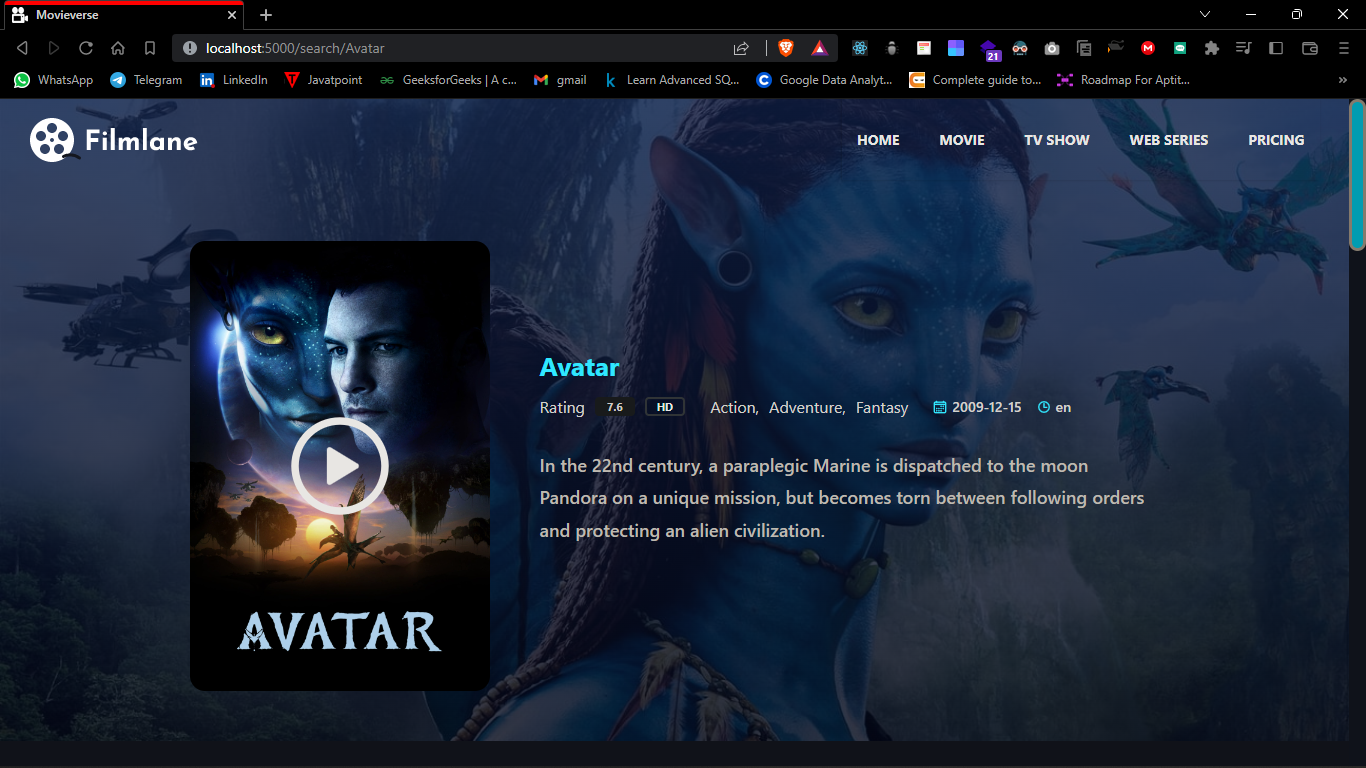 Movieverse
localhost:5000/search/Avatar
21
WhatsApp Telegram LinkedIn Javatpoint GeeksforGeeks | A c... gmail Learn Advanced SQ... Google Data Analyt... Complete guide to... Roadmap For Aptit...
Filmlane HOME MOVIE TV SHOW WEB SERIES PRICING
Avatar
Rating 7.6 HD Action, Adventure, Fantasy 2009-12-15 en
In the 22nd century, a paraplegic Marine is dispatched to the moon
Pandora on a unique mission, but becomes torn between following orders
and protecting an alien civilization.
AVATAR